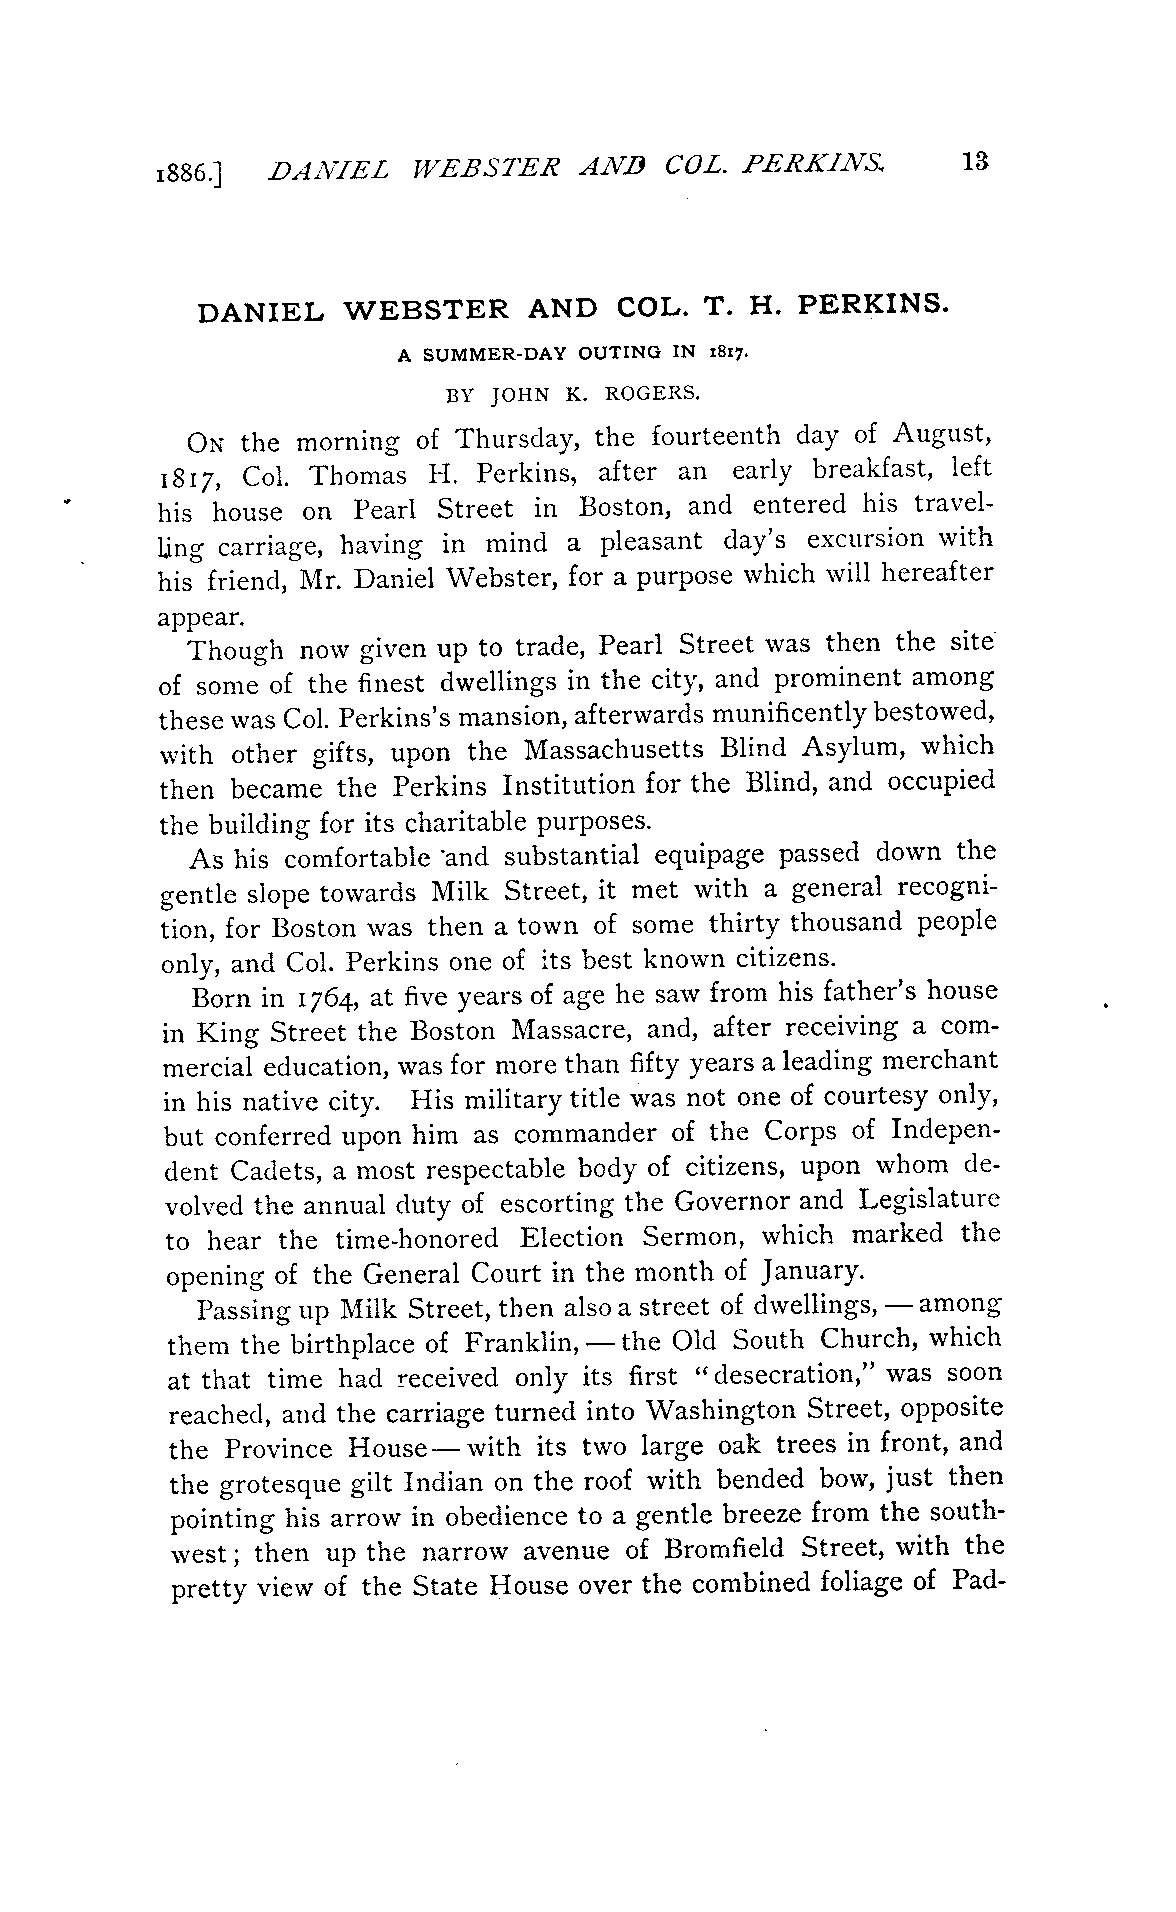 1886.] DANIEL WEBSTER AND COL. PERKINS. 13
DANIEL WEBSTER AND COL. T. H. PERKINS.
A SUMMER-DAY OUTING IN 1817.
BY JOHN K. ROGERS.
ON the morning of Thursday, the fourteenth day of August,
1817, Col. Thomas H. Perkins, after an early breakfast, left
his house on Pearl Street in Boston, and entered his travel-
ling carriage, having in mind a pleasant day's excursion with
his friend, Mr. Daniel Webster, for a purpose which will hereafter
appear.
Though now given up to trade, Pearl Street was then the site
of some of the finest dwellings in the city, and prominent among
these was Col. Perkins's mansion, afterwards munificently bestowed,
with other gifts, upon the Massachusetts Blind Asylum, which
then became the Perkins Institution for the Blind, and occupied
the building for its charitable purposes.
As his comfortable and substantial equipage passed down the
gentle slope towards Milk Street, it met with a general recogni-
tion, for Boston was then a town of some thirty thousand people
only, and Col. Perkins one of its best known citizens.
Born in 1764, at five years of age he saw from his father's house
in King Street the Boston Massacre, and, after receiving a com-
mercial education, was for more than fifty years a leading merchant
in his native city. His military title was not one of courtesy only,
but conferred upon him as commander of the Corps of Indepen-
dent Cadets, a most respectable body of citizens, upon whom de-
volved the annual duty of escorting the Governor and Legislature
to hear the time-honored Election Sermon, which marked the
opening of the General Court in the month of January.
Passing up Milk Street, then also a street of dwellings, — among
them the birthplace of Franklin, — the Old South Church, which
at that time had received only its first "desecration," was soon
reached, and the carriage turned into Washington Street, opposite
the Province House — with its two large oak trees in front, and
the grotesque gilt Indian on the roof with bended bow, just then
pointing his arrow in obedience to a gentle breeze from the south-
west; then up the narrow avenue of Bromfield Street, with the
pretty view of the State House over the combined foliage of Pad-